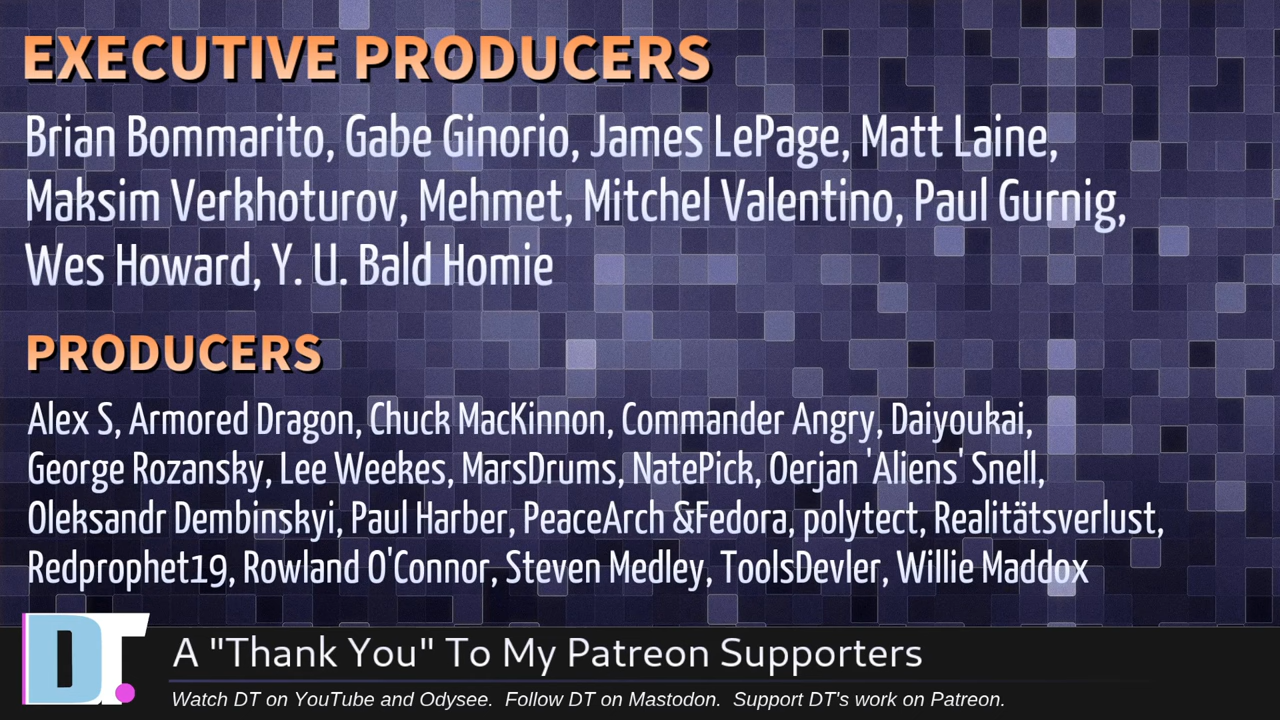 EXECUTIVE PRODUCERS
Brian Bommarito, Gabe Ginorio, James LePage, Matt Laine,
Maksim Verkhoturov, Mehmet, Mitchel Valentino, Paul Gurnig,
Wes Howard, Y. U. Bald Homie
PRODUCERS
Alex S, Armored Dragon, Chuck MacKinnon, Commander Angry, Daiyoukai,
George Rozansky, Lee Weekes, MarsDrums, NatePick, Oerjan 'Aliens' Snell,
Oleksandr Dembinskyi, Paul Harber, PeaceArch &Fedora, polytect, Realitätsverlust,
Redprophet19, Rowland O'Connor, Steven Medley, ToolsDevler, Willie Maddox
DT.
A "Thank You" To My Patreon Supporters
Watch DT on YouTube and Odysee. Follow DT on Mastodon. Support DT's work on Patreon.